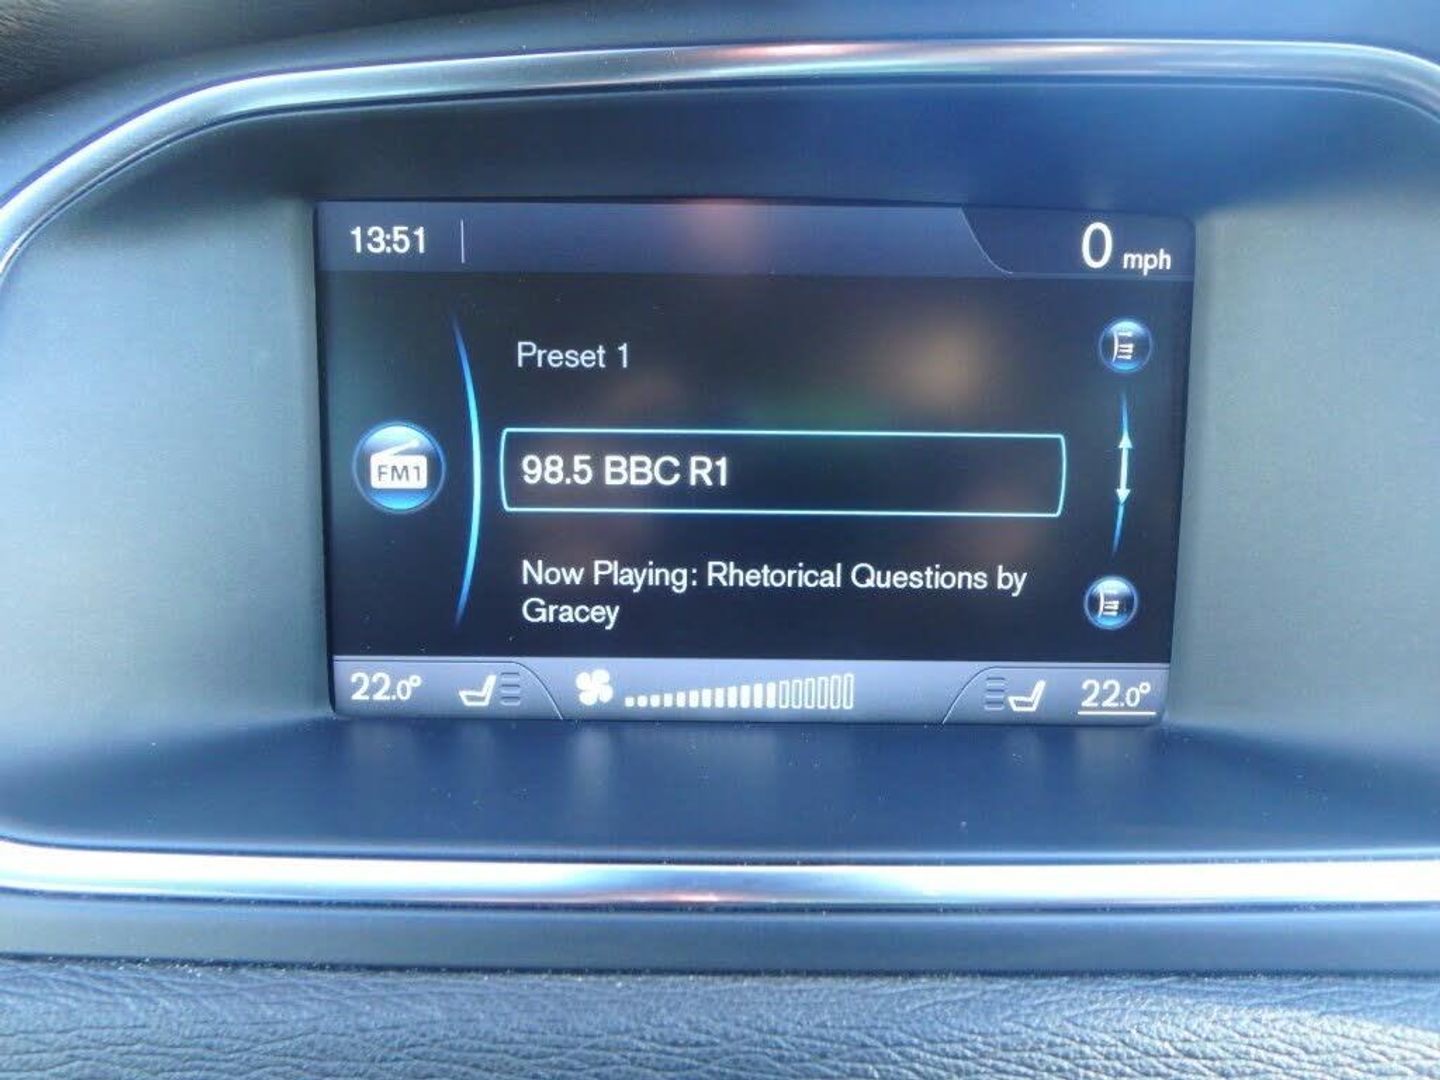 13:51
0 mph
Preset 1
FM1
98.5 BBC R1
Now Playing: Rhetorical Questions by
Gracey
22.0°
22.0°